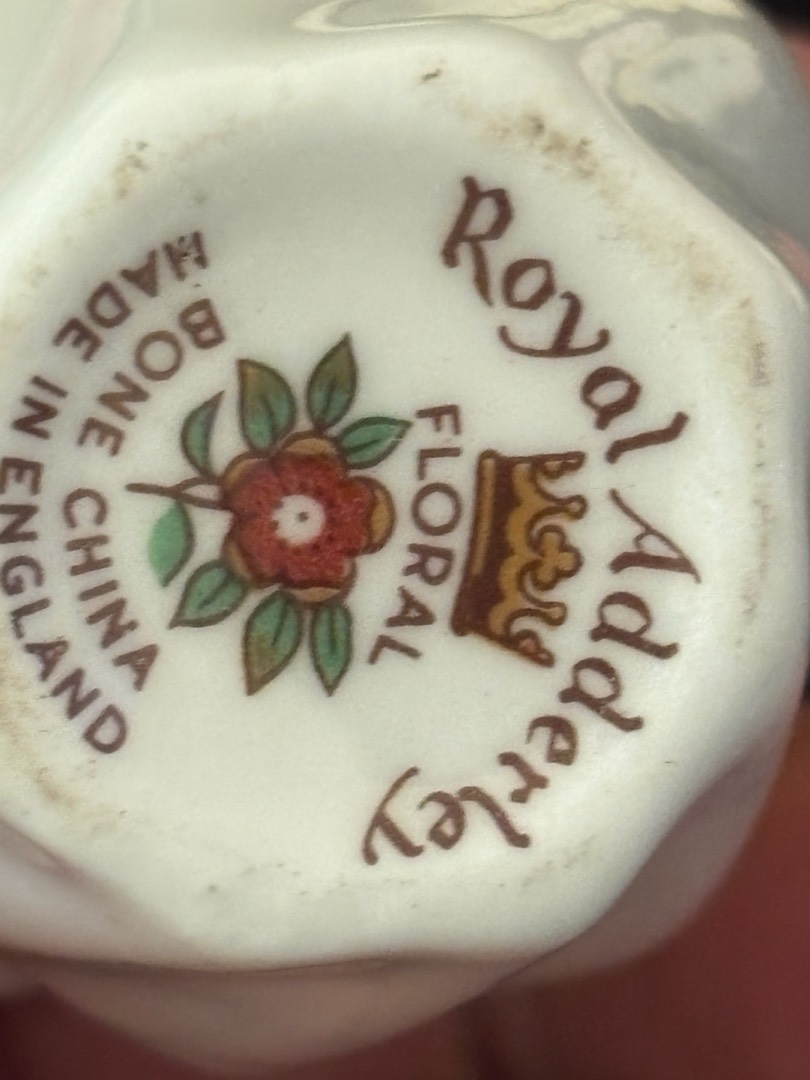 Royal Adderley
FLORAL
BONE CHINA
MADE IN ENGLAND